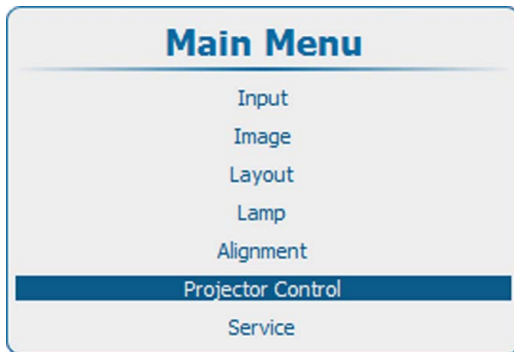 Main Menu
Input
Image
Layout
Lamp
Alignment
Projector Control
Service